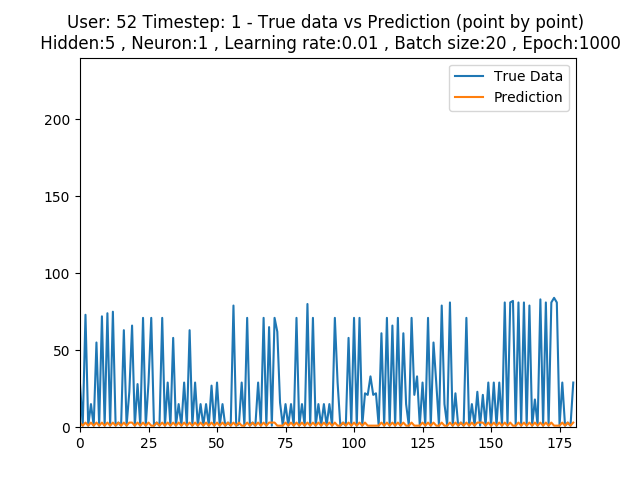 User: 52 Timestep: 1 - True data vs Prediction (point by point)
Hidden:5 , Neuron:1 , Learning rate:0.01 , Batch size:20 , Epoch:1000
True Data
Prediction
200
150
100
50
0
0 25 50 75 100 125 150 175